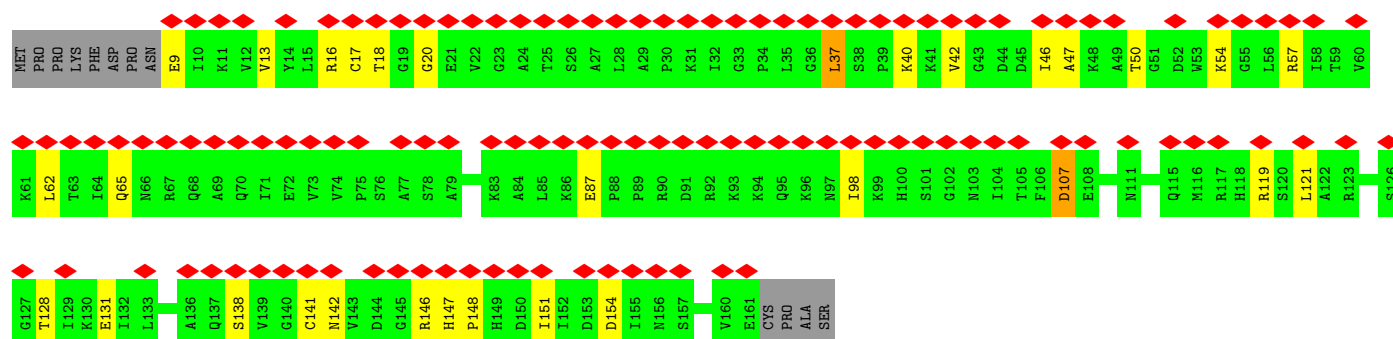 MET PRO PRO LYS PHE ASP PRO ASN E9 I10 K11 V12 V13 Y14 L15 R16 C17 T18 G19 G20 E21 V22 G23 A24 T25 S26 A27 L28 A29 P30 K31 I32 G33 P34 L35 G36 L37 S38 P39 K40 K41 V42 G43 D44 D45 I46 A47 K48 A49 T50 G51 D52 W53 K54 G55 L56 R57 I58 T59 V60
K61 L62 T63 I64 Q65 N66 R67 Q68 A69 Q70 I71 E72 V73 V74 P75 S76 A77 S78 A79 K83 A84 L85 K86 E87 P88 P89 R90 D91 R92 K93 K94 Q95 K96 N97 I98 K99 H100 S101 G102 N103 I104 T105 F106 D107 E108 N111 Q115 M116 R117 H118 R119 S120 L121 A122 R123 S126
G127 T128 I129 K130 E131 I132 L133 A136 Q137 S138 V139 G140 C141 N142 V143 D144 G145 R146 H147 P148 H149 D150 I151 I152 D153 D154 I155 N156 S157 V160 E161 CYS PRO ALA SER